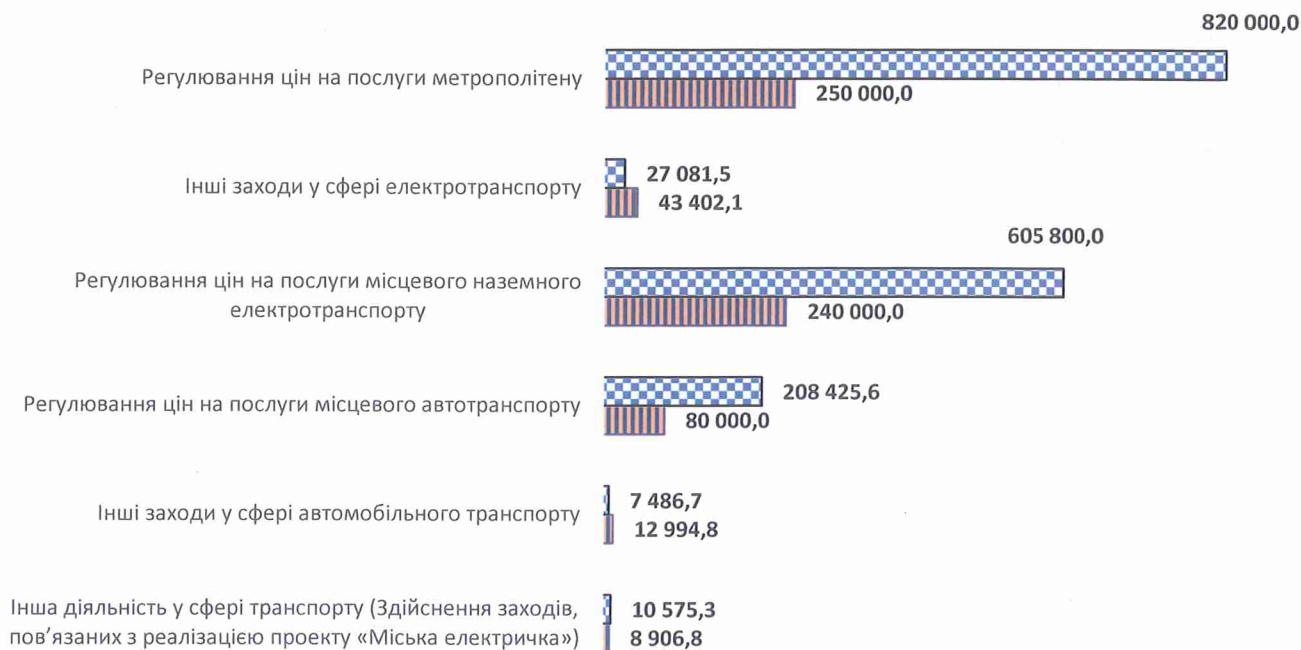 820 000,0
Регулювання цін на послуги метрополітену
250 000,0
27 081,5
Інші заходи у сфері електротранспорту
43 402,1
605 800,0
Регулювання цін на послуги місцевого наземного
електротранспорту
240 000,0
208 425,6
Регулювання цін на послуги місцевого автотранспорту
80 000,0
7 486,7
Інші заходи у сфері автомобільного транспорту
12 994,8
Інша діяльність у сфері транспорту (Здійснення заходів,
10 575,3
пов’язаних з реалізацією проекту «Міська електричка»)
8 906,8